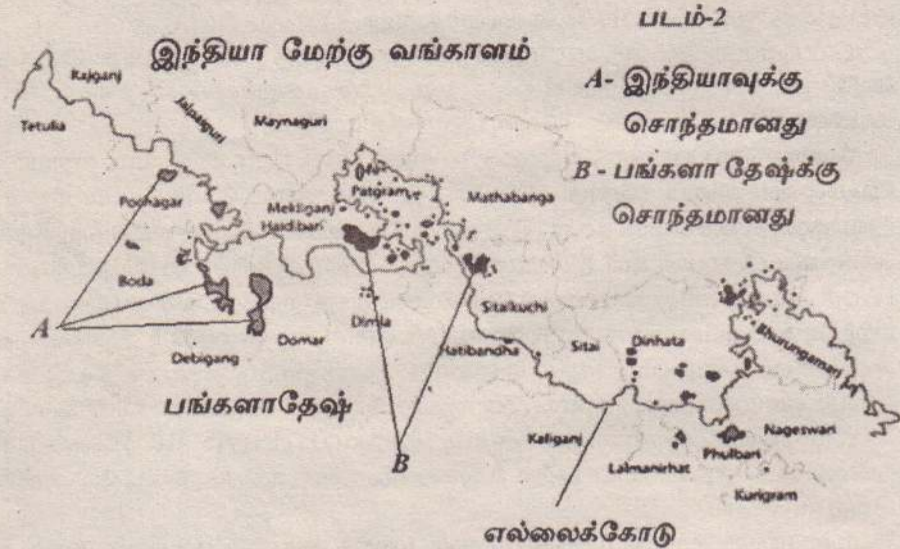 படம்-2
இந்தியா மேற்கு வங்காளம்
A- இந்தியாவுக்கு
சொந்தமானது
B - பங்களா தேஷ்க்கு
சொந்தமானது
Rajganj
Jalpaiguri
Tetulia
Maynaguri
Patgram
Mathabanga
Pochagar
Mekliganj
Haldibari
Boda
Sitalkuchi
A
Domar
Dimla
Debigang
Hatibandha
Sitai
Dinhata
Bhurungamari
பங்களாதேஷ்
B
Kaliganj
Nageswari
Lalmanirhat
Phulbari
Kurigram
எல்லைக்கோடு